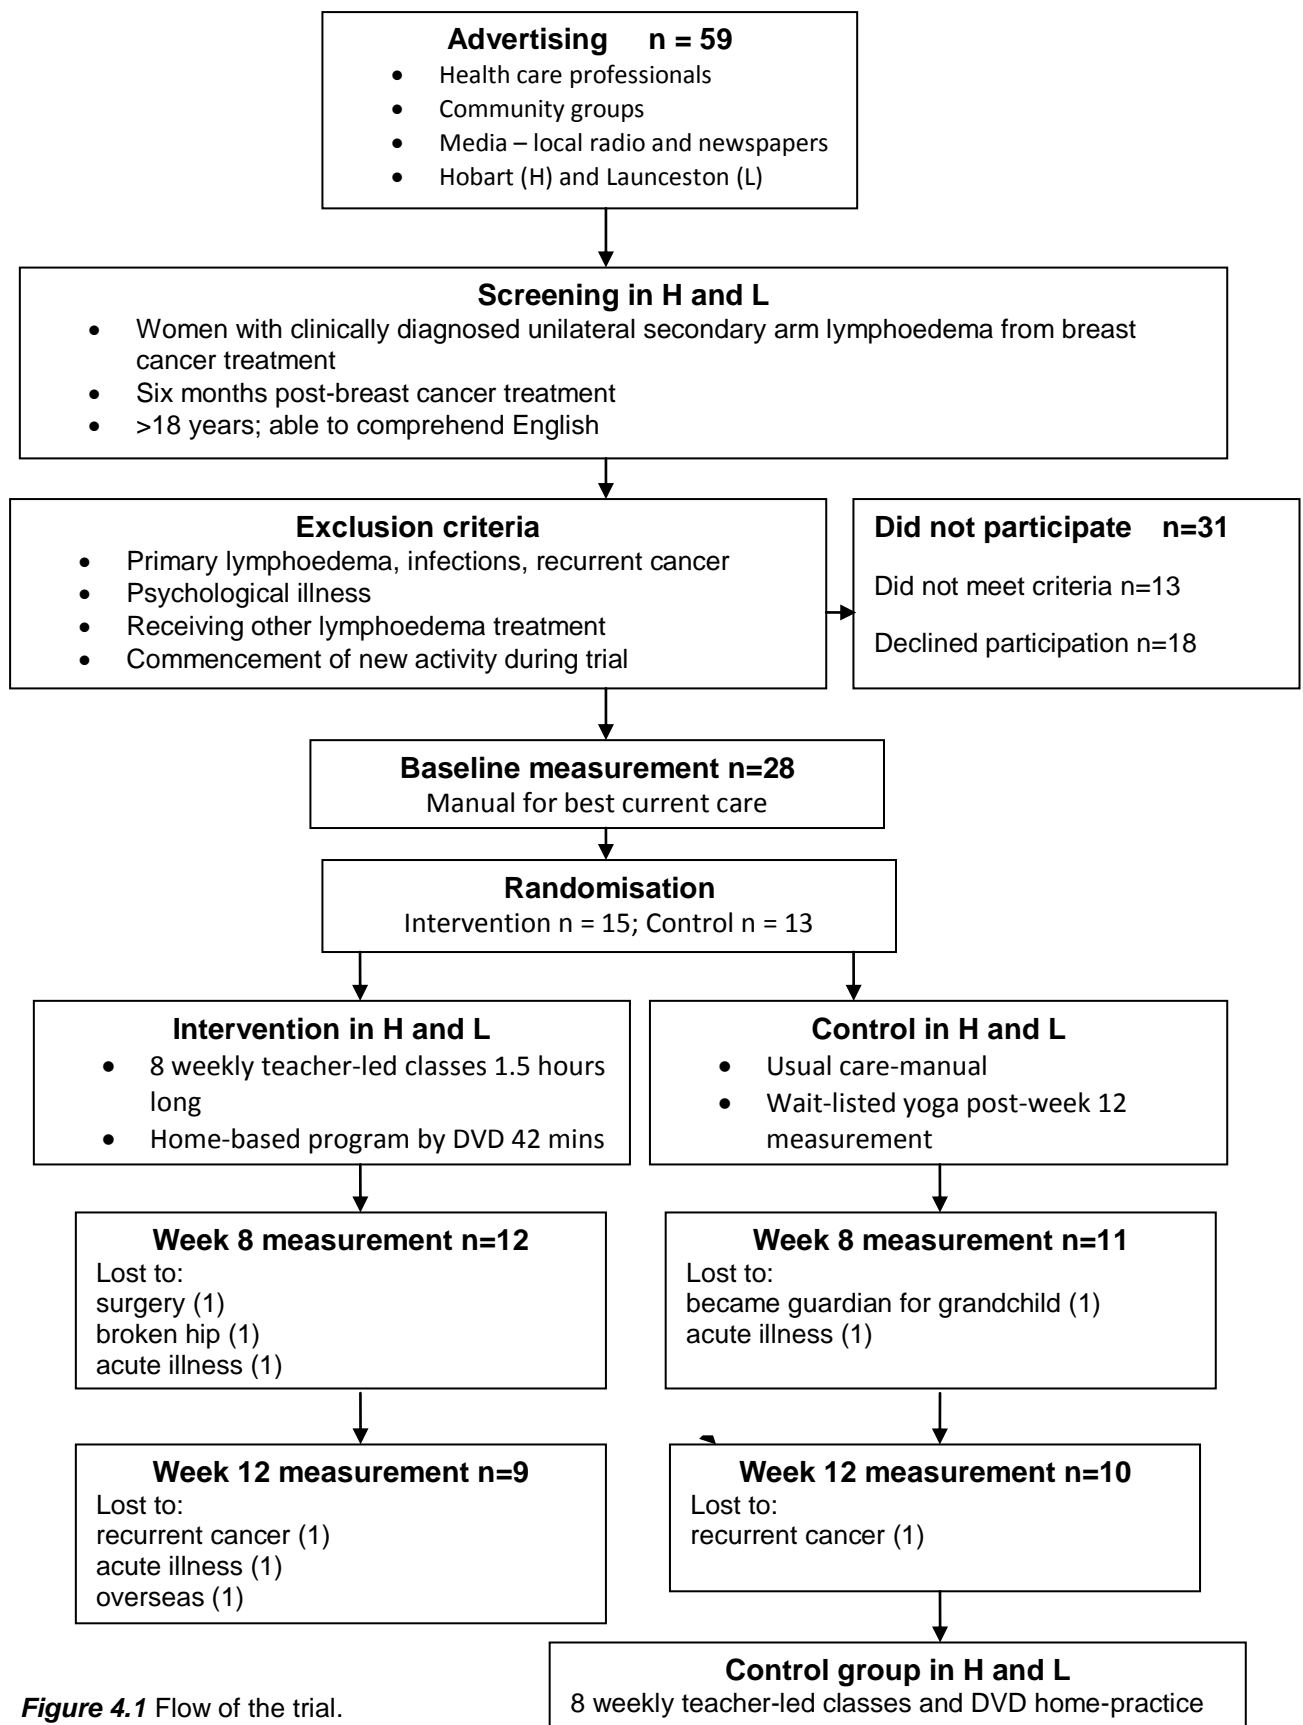 Advertising n = 59
• Health care professionals
• Community groups
• Media – local radio and newspapers
• Hobart (H) and Launceston (L)
Screening in H and L
• Women with clinically diagnosed unilateral secondary arm lymphoedema from breast
cancer treatment
• Six months post-breast cancer treatment
• >18 years; able to comprehend English
Exclusion criteria
• Primary lymphoedema, infections, recurrent cancer
• Psychological illness
• Receiving other lymphoedema treatment
• Commencement of new activity during trial
Did not participate n=31
Did not meet criteria n=13
Declined participation n=18
Baseline measurement n=28
Manual for best current care
Randomisation
Intervention n = 15; Control n = 13
Intervention in H and L
• 8 weekly teacher-led classes 1.5 hours
long
• Home-based program by DVD 42 mins
Control in H and L
• Usual care-manual
• Wait-listed yoga post-week 12
measurement
Week 8 measurement n=12
Lost to:
surgery (1)
broken hip (1)
acute illness (1)
Week 8 measurement n=11
Lost to:
became guardian for grandchild (1)
acute illness (1)
Week 12 measurement n=9
Lost to:
recurrent cancer (1)
acute illness (1)
overseas (1)
Week 12 measurement n=10
Lost to:
recurrent cancer (1)
Control group in H and L
8 weekly teacher-led classes and DVD home-practice
Figure 4.1 Flow of the trial.